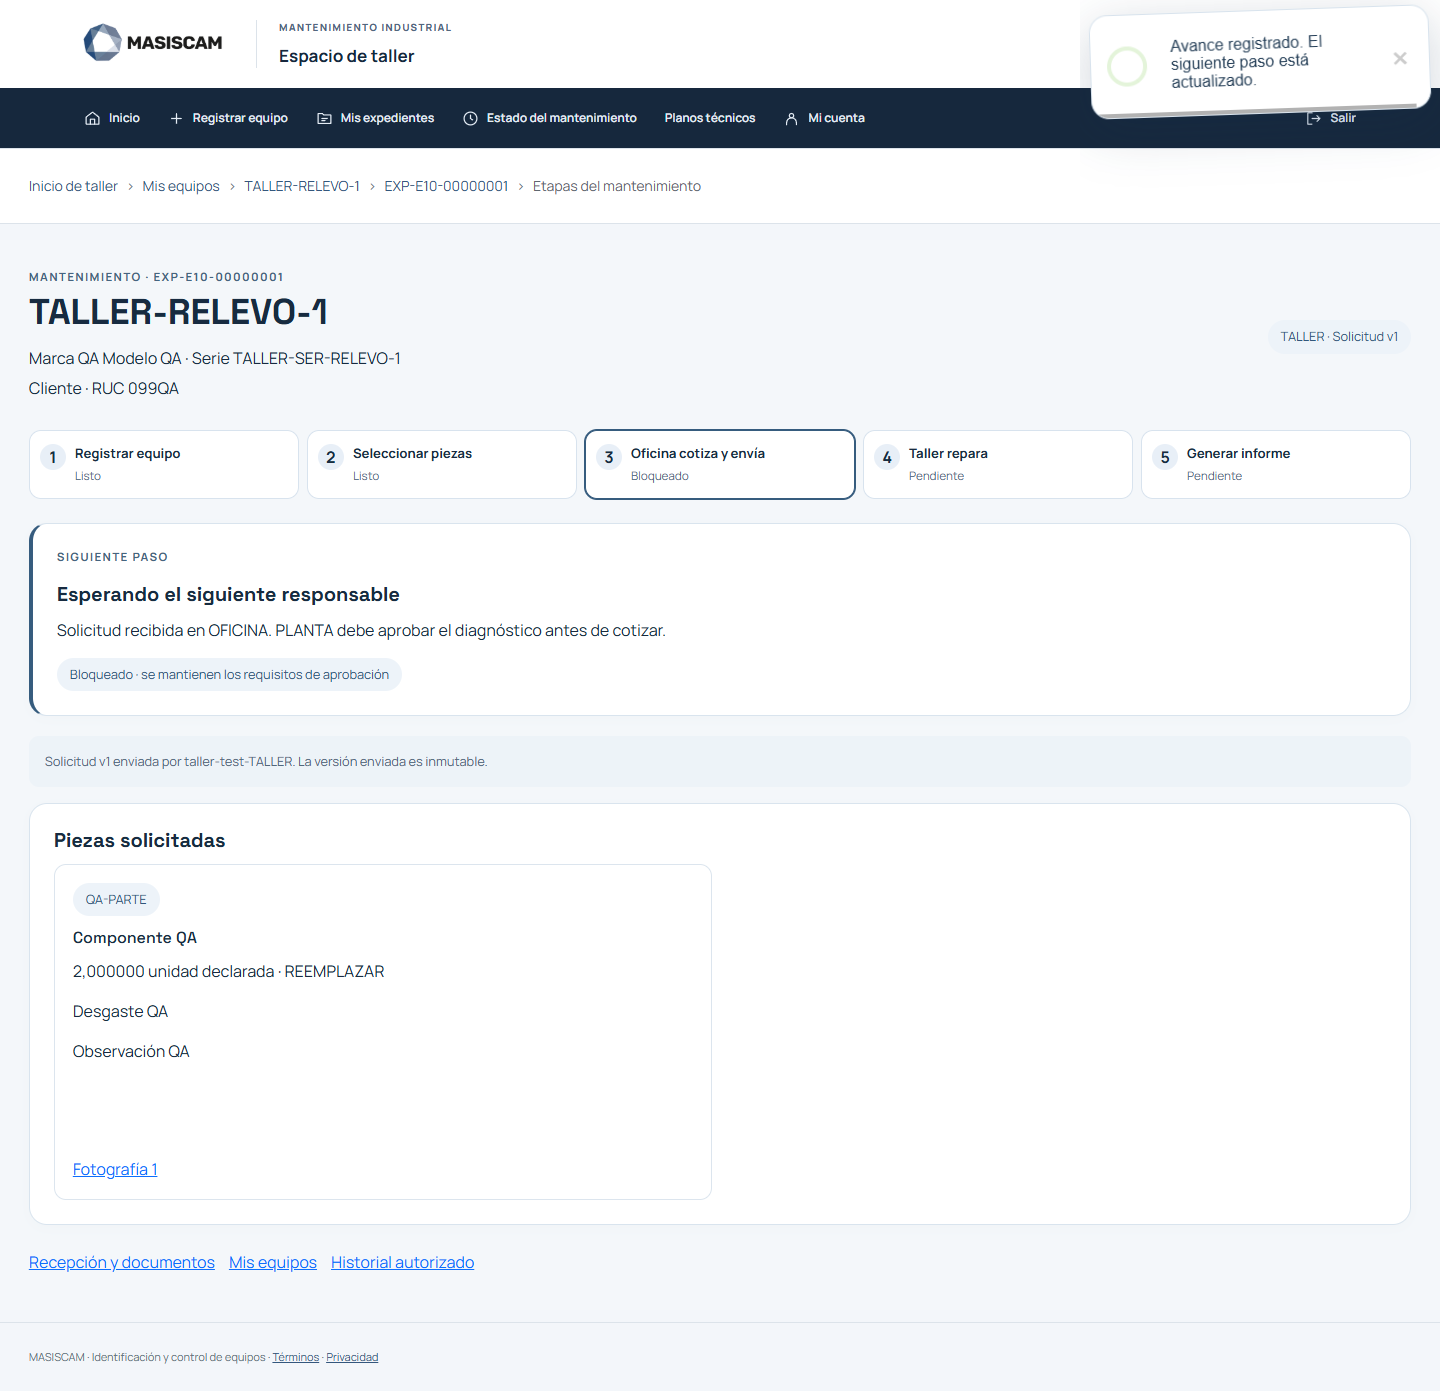 MASISCAM
MANTENIMIENTO INDUSTRIAL
Espacio de taller
Avance registrado. El
siguiente paso está
actualizado.
×
Inicio
Registrar equipo
Mis expedientes
Estado del mantenimiento
Planos técnicos
Mi cuenta
Salir
Inicio de taller › Mis equipos › TALLER-RELEVO-1 › EXP-E10-00000001 › Etapas del mantenimiento
MANTENIMIENTO · EXP-E10-00000001
TALLER-RELEVO-1
Marca QA Modelo QA · Serie TALLER-SER-RELEVO-1
Cliente · RUC 099QA
TALLER · Solicitud v1
1 Registrar equipo
Listo
2 Seleccionar piezas
Listo
3 Oficina cotiza y envía
Bloqueado
4 Taller repara
Pendiente
5 Generar informe
Pendiente
SIGUIENTE PASO
Esperando el siguiente responsable
Solicitud recibida en OFICINA. PLANTA debe aprobar el diagnóstico antes de cotizar.
Bloqueado · se mantienen los requisitos de aprobación
Solicitud v1 enviada por taller-test-TALLER. La versión enviada es inmutable.
Piezas solicitadas
QA-PARTE
Componente QA
2,000000 unidad declarada · REEMPLAZAR
Desgaste QA
Observación QA
Fotografía 1
Recepción y documentos Mis equipos Historial autorizado
MASISCAM · Identificación y control de equipos · Términos · Privacidad